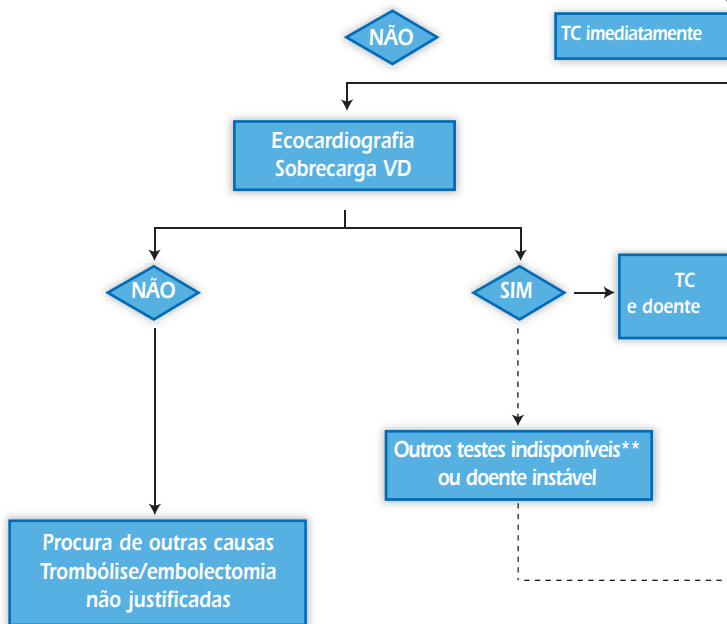 NÃO
TC imediatamente
Ecocardiografia
Sobrecarga VD
NÃO
SIM
TC
e doente
Outros testes indisponíveis**
ou doente instável
Procura de outras causas
Trombólise/embolectomia
não justificadas